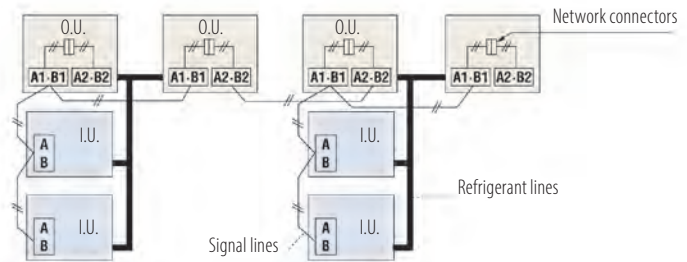 Network connectors
O.U. O.U. O.U.
A1·B1 A2·B2 A1·B1 A2·B2 A1·B1 A2·B2 A1·B1 A2·B2
A
B
I.U.
A
B
I.U.
Refrigerant lines
A
B
I.U.
A
B
I.U.
Signal lines